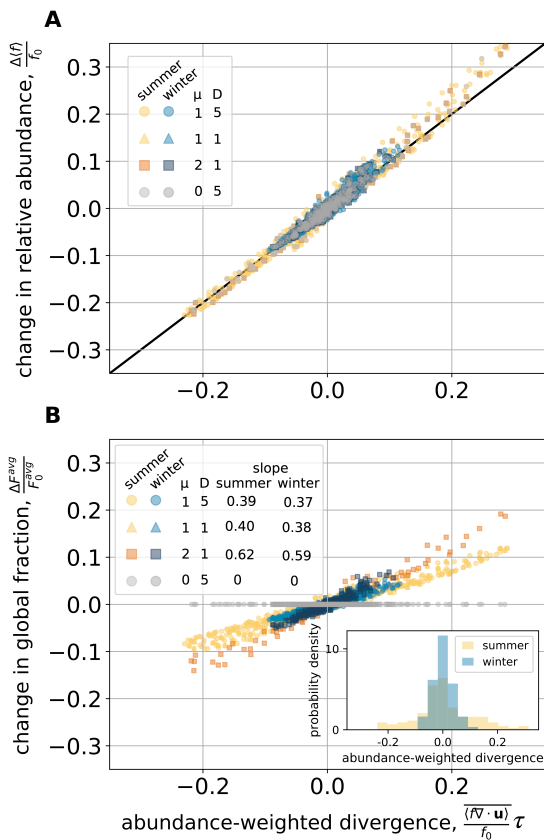 A
change in relative abundance, Δ⟨f⟩/f₀
0.3
0.2
0.1
0.0
−0.1
−0.2
−0.3
summer winter μ D
1 5
1 1
2 1
0 5
−0.2 0.0 0.2
B
change in global fraction, ΔFᵃᵛᵍ/F₀ᵃᵛᵍ
0.3
0.2
0.1
0.0
−0.1
−0.2
−0.3
slope
summer winter μ D summer winter
1 5 0.39 0.37
1 1 0.40 0.38
2 1 0.62 0.59
0 5 0 0
probability density
10
0
summer
winter
-0.2 0.0 0.2
abundance-weighted divergence
−0.2 0.0 0.2
abundance-weighted divergence, \frac{\overline{⟨f∇·u⟩}}{f₀} τ